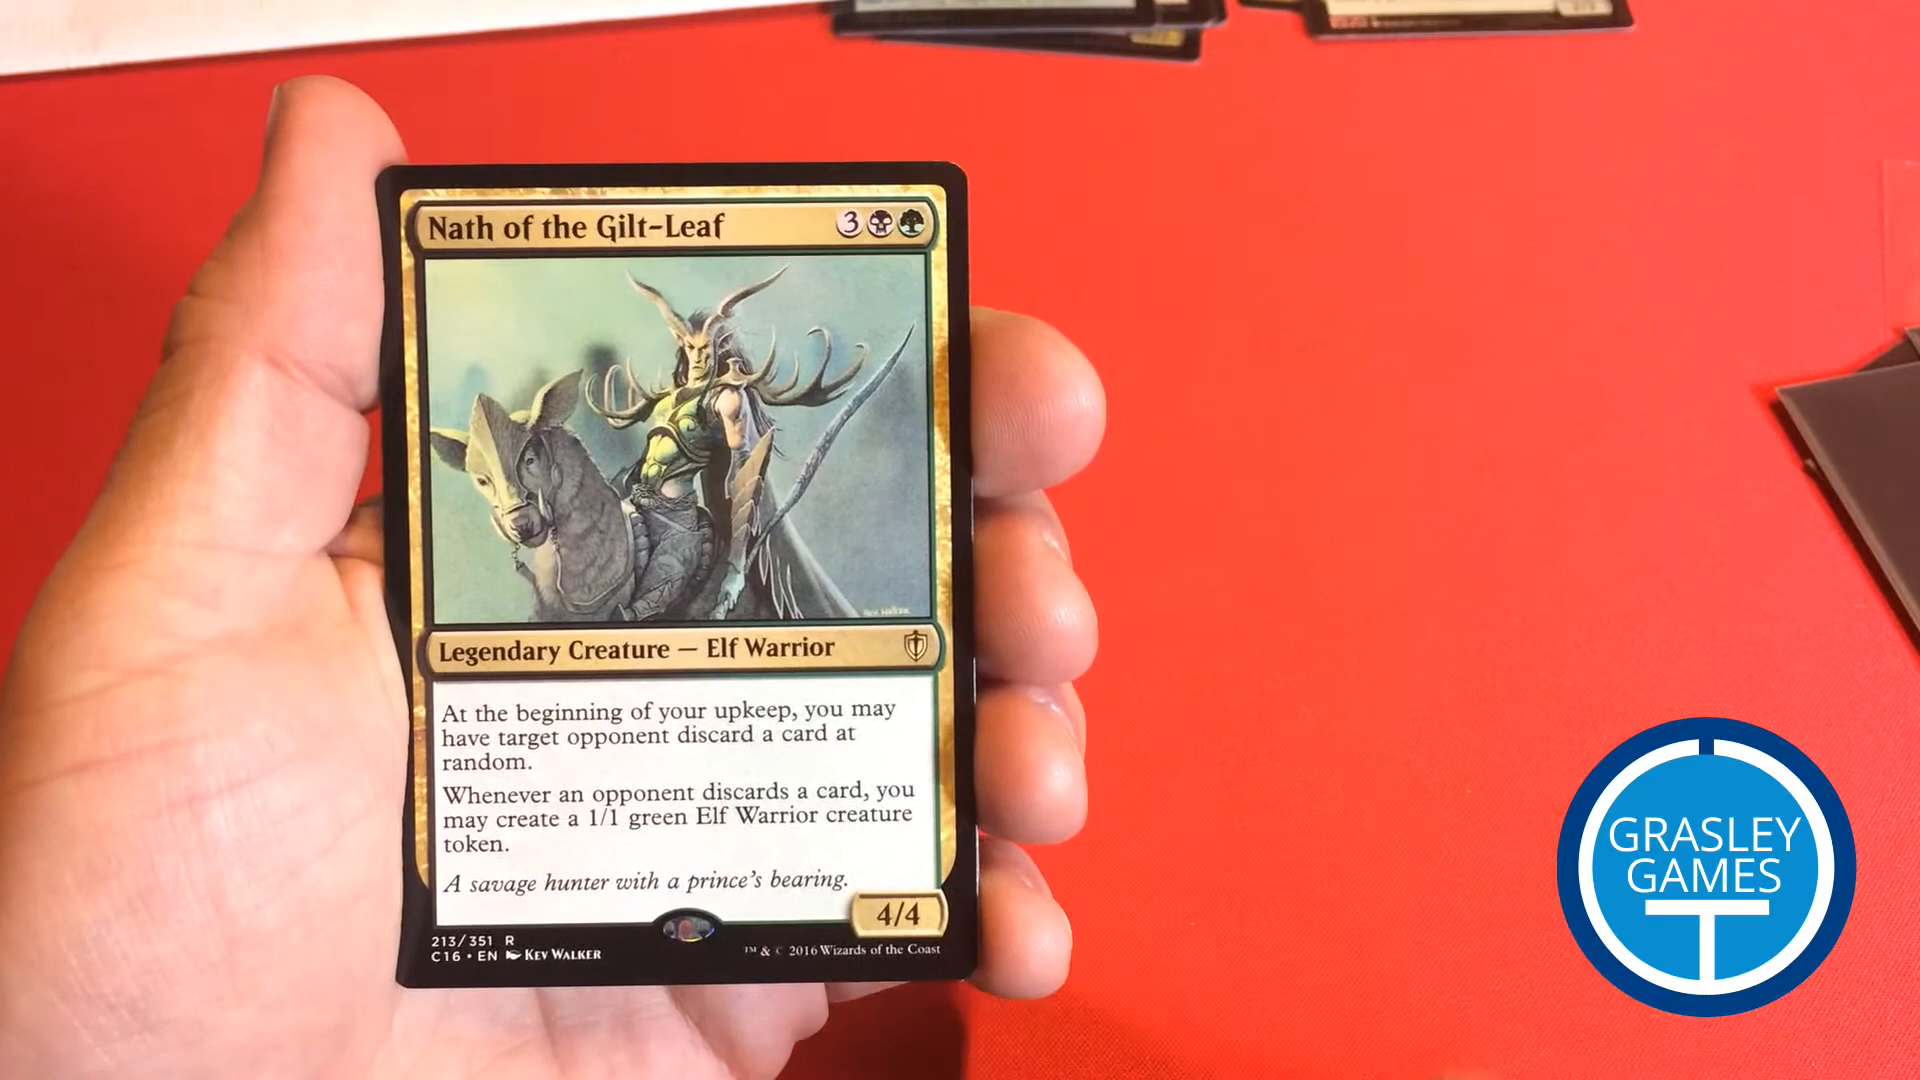 Nath of the Gilt-Leaf 3
Legendary Creature — Elf Warrior
At the beginning of your upkeep, you may
have target opponent discard a card at
random.
Whenever an opponent discards a card, you
may create a 1/1 green Elf Warrior creature
token.
A savage hunter with a prince's bearing.
4/4
213/351 R
C16 • EN KEV WALKER
™ & © 2016 Wizards of the Coast
GRASLEY
GAMES